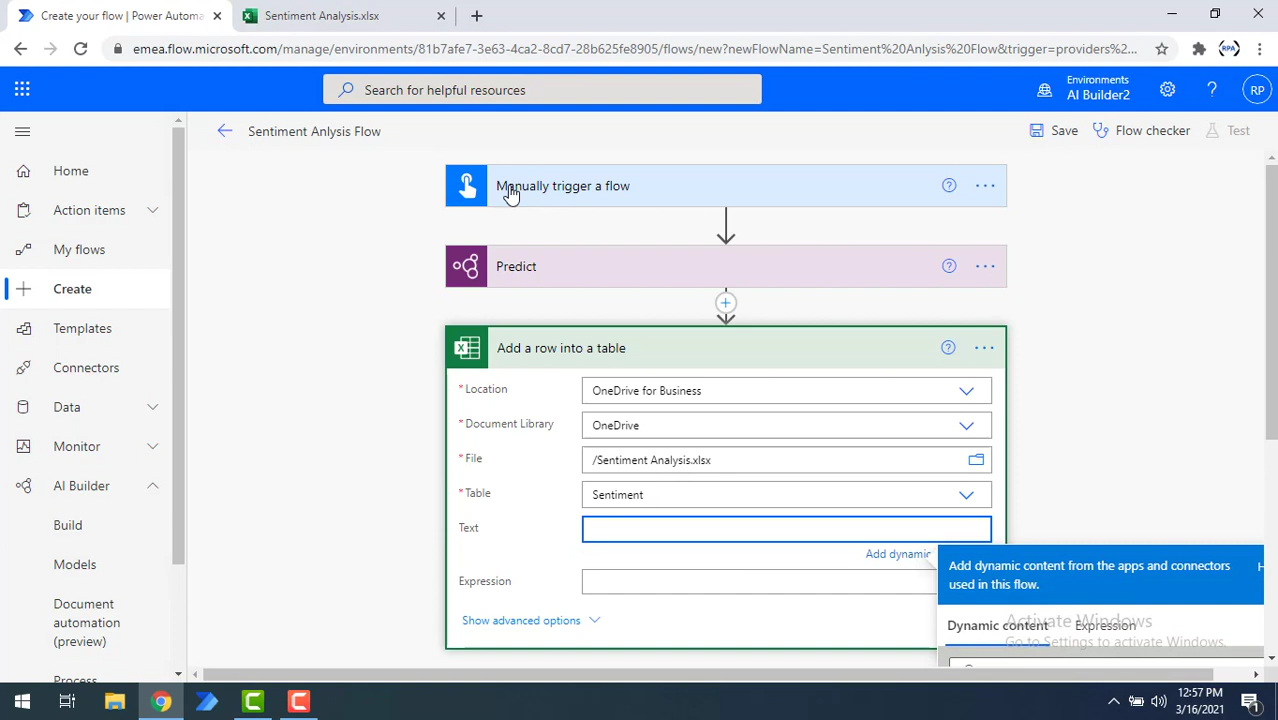 Create your flow | Power Automa
Sentiment Analysis.xlsx
emea.flow.microsoft.com/manage/environments/81b7afe7-3e63-4ca2-8cd7-28b625fe8905/flows/new?newFlowName=Sentiment%20Anlysis%20Flow&trigger=providers%2...
RPA
Search for helpful resources
Environments
AI Builder2
RP
Sentiment Anlysis Flow
Save
Flow checker
Test
Home
Action items
My flows
Create
Templates
Connectors
Data
Monitor
AI Builder
Build
Models
Document
automation
(preview)
Process
Manually trigger a flow
Predict
Add a row into a table
* Location
OneDrive for Business
* Document Library
OneDrive
* File
/Sentiment Analysis.xlsx
* Table
Sentiment
Text
Add dynamic
Expression
Show advanced options
Add dynamic content from the apps and connectors
used in this flow.
H
Dynamic content
Expression
Activate Windows
Go to Settings to activate Windows.
12:57 PM
3/16/2021
1